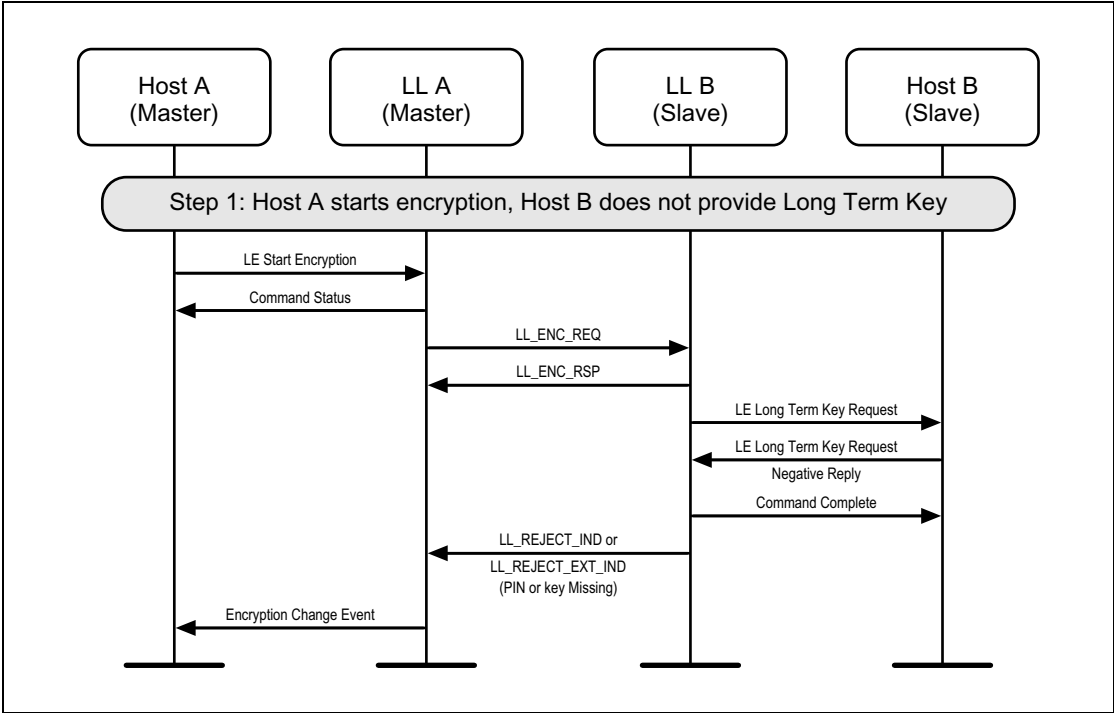 Host A
(Master)
LL A
(Master)
LL B
(Slave)
Host B
(Slave)
Step 1: Host A starts encryption, Host B does not provide Long Term Key
LE Start Encryption
Command Status
LL_ENC_REQ
LL_ENC_RSP
LE Long Term Key Request
LE Long Term Key Request
Negative Reply
Command Complete
LL_REJECT_IND or
LL_REJECT_EXT_IND
(PIN or key Missing)
Encryption Change Event